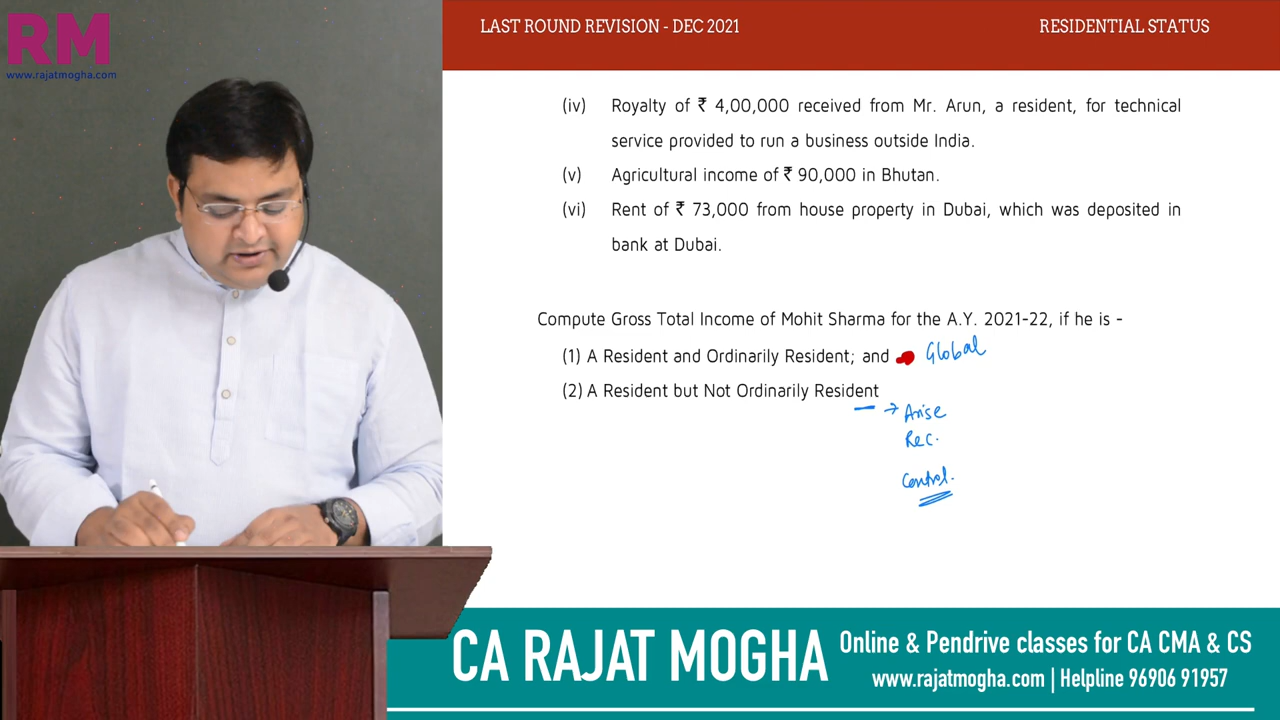 RM
www.rajatmogha.com
LAST ROUND REVISION - DEC 2021
RESIDENTIAL STATUS
(iv) Royalty of ₹ 4,00,000 received from Mr. Arun, a resident, for technical
service provided to run a business outside India.
(v) Agricultural income of ₹ 90,000 in Bhutan.
(vi) Rent of ₹ 73,000 from house property in Dubai, which was deposited in
bank at Dubai.
Compute Gross Total Income of Mohit Sharma for the A.Y. 2021-22, if he is -
(1) A Resident and Ordinarily Resident; and Global
(2) A Resident but Not Ordinarily Resident
→ Arise
Rec.
Control.
CA RAJAT MOGHA
Online & Pendrive classes for CA CMA & CS
www.rajatmogha.com | Helpline 96906 91957